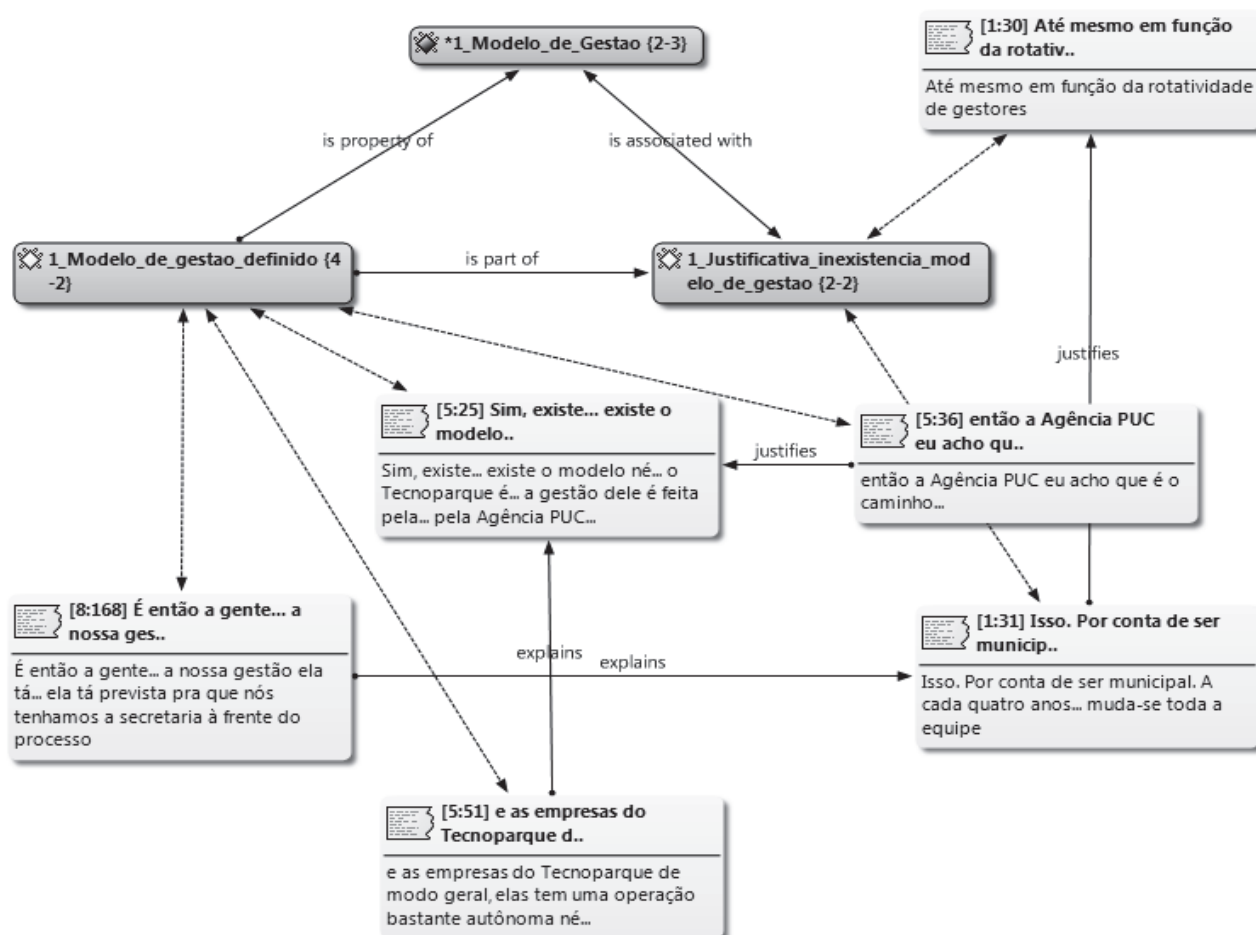 *1_Modelo_de_Gestao {2-3}
[1:30] Até mesmo em função
da rotativ..
Até mesmo em função da rotatividade
de gestores
is property of
is associated with
1_Modelo_de_gestao_definido {4
-2}
is part of
1_Justificativa_inexistencia_mod
elo_de_gestao {2-2}
justifies
[5:25] Sim, existe... existe o
modelo..
Sim, existe... existe o modelo né... o
Tecnoparque é... a gestão dele é feita
pela... pela Agência PUC...
justifies
[5:36] então a Agência PUC
eu acho qu..
então a Agência PUC eu acho que é o
caminho...
[8:168] É então a gente... a
nossa ges..
É então a gente... a nossa gestão ela
tá... ela tá prevista pra que nós
tenhamos a secretaria à frente do
processo
explains
explains
[1:31] Isso. Por conta de ser
municip..
Isso. Por conta de ser municipal. A
cada quatro anos... muda-se toda a
equipe
[5:51] e as empresas do
Tecnoparque d..
e as empresas do Tecnoparque de
modo geral, elas tem uma operação
bastante autônoma né...